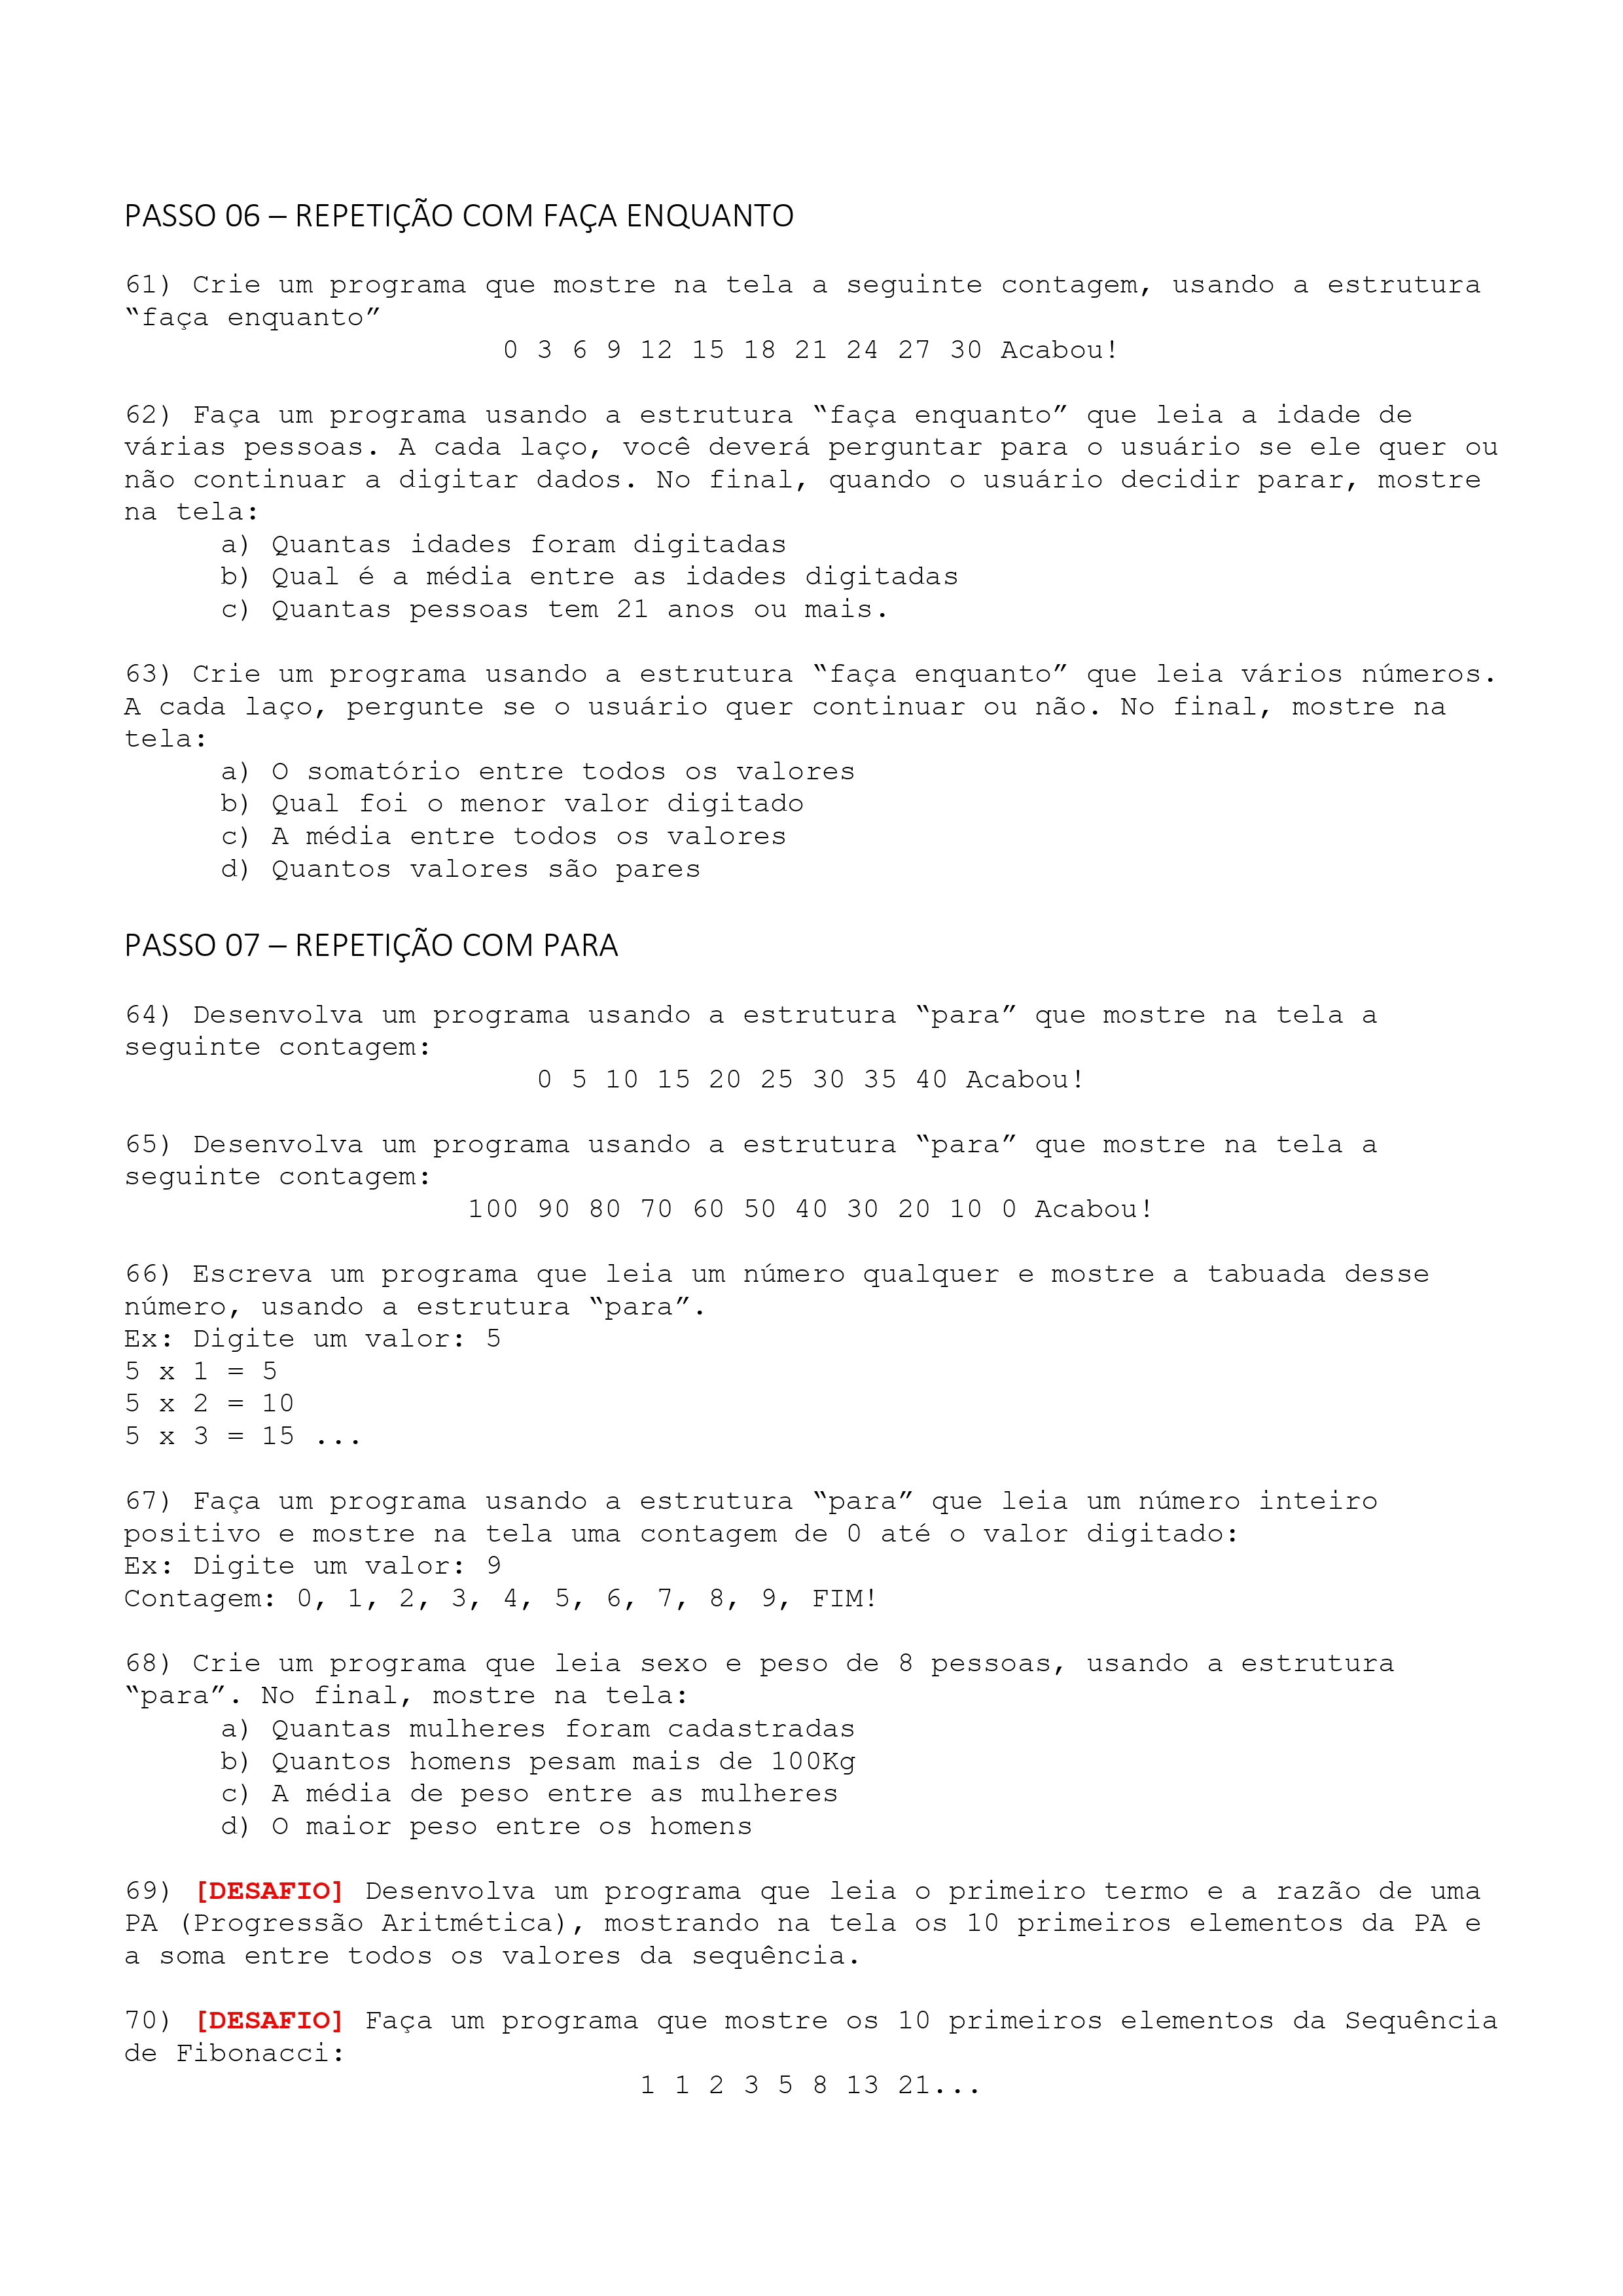 PASSO 06 – REPETIÇÃO COM FAÇA ENQUANTO
61) Crie um programa que mostre na tela a seguinte contagem, usando a estrutura
“faça enquanto”
0 3 6 9 12 15 18 21 24 27 30 Acabou!
62) Faça um programa usando a estrutura “faça enquanto” que leia a idade de
várias pessoas. A cada laço, você deverá perguntar para o usuário se ele quer ou
não continuar a digitar dados. No final, quando o usuário decidir parar, mostre
na tela:
a) Quantas idades foram digitadas
b) Qual é a média entre as idades digitadas
c) Quantas pessoas tem 21 anos ou mais.
63) Crie um programa usando a estrutura “faça enquanto” que leia vários números.
A cada laço, pergunte se o usuário quer continuar ou não. No final, mostre na
tela:
a) O somatório entre todos os valores
b) Qual foi o menor valor digitado
c) A média entre todos os valores
d) Quantos valores são pares
PASSO 07 – REPETIÇÃO COM PARA
64) Desenvolva um programa usando a estrutura “para” que mostre na tela a
seguinte contagem:
0 5 10 15 20 25 30 35 40 Acabou!
65) Desenvolva um programa usando a estrutura “para” que mostre na tela a
seguinte contagem:
100 90 80 70 60 50 40 30 20 10 0 Acabou!
66) Escreva um programa que leia um número qualquer e mostre a tabuada desse
número, usando a estrutura “para”.
Ex: Digite um valor: 5
5 x 1 = 5
5 x 2 = 10
5 x 3 = 15 ...
67) Faça um programa usando a estrutura “para” que leia um número inteiro
positivo e mostre na tela uma contagem de 0 até o valor digitado:
Ex: Digite um valor: 9
Contagem: 0, 1, 2, 3, 4, 5, 6, 7, 8, 9, FIM!
68) Crie um programa que leia sexo e peso de 8 pessoas, usando a estrutura
“para”. No final, mostre na tela:
a) Quantas mulheres foram cadastradas
b) Quantos homens pesam mais de 100Kg
c) A média de peso entre as mulheres
d) O maior peso entre os homens
69) [DESAFIO] Desenvolva um programa que leia o primeiro termo e a razão de uma
PA (Progressão Aritmética), mostrando na tela os 10 primeiros elementos da PA e
a soma entre todos os valores da sequência.
70) [DESAFIO] Faça um programa que mostre os 10 primeiros elementos da Sequência
de Fibonacci:
1 1 2 3 5 8 13 21...